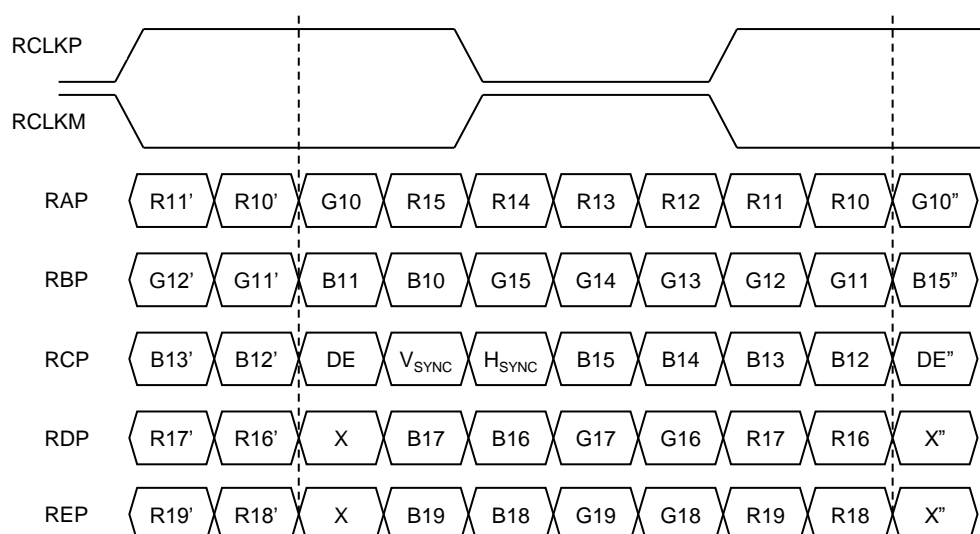 RCLKP
RCLKM
RAP R11' R10' G10 R15 R14 R13 R12 R11 R10 G10”
RBP G12' G11' B11 B10 G15 G14 G13 G12 G11 B15”
RCP B13' B12' DE VSYNC HSYNC B15 B14 B13 B12 DE”
RDP R17' R16' X B17 B16 G17 G16 R17 R16 X”
REP R19' R18' X B19 B18 G19 G18 R19 R18 X”